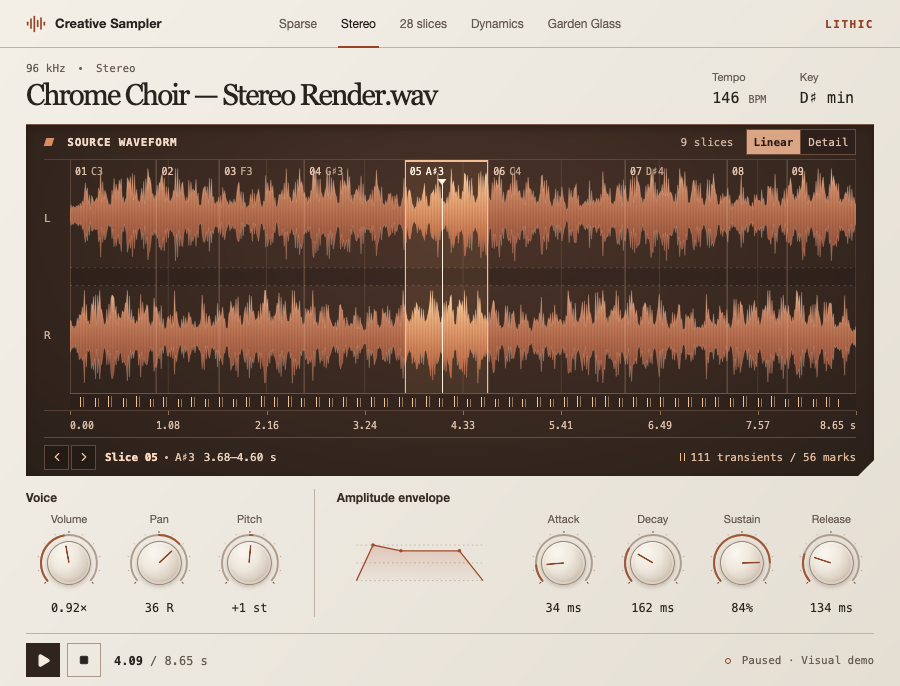 Creative Sampler
Sparse Stereo 28 slices Dynamics Garden Glass
LITHIC
96 kHz • Stereo
Chrome Choir — Stereo Render.wav
Tempo Key
146 BPM D♯ min
SOURCE WAVEFORM
9 slices Linear Detail
01 C3 02 03 F3 04 G♯3 05 A♯3 06 C4 07 D♯4 08 09
L
R
0.00 1.08 2.16 3.24 4.33 5.41 6.49 7.57 8.65 s
Slice 05 · A♯3 3.68–4.60 s
111 transients / 56 marks
Voice
Amplitude envelope
Volume Pan Pitch Attack Decay Sustain Release
0.92× 36 R +1 st 34 ms 162 ms 84% 134 ms
4.09 / 8.65 s
Paused · Visual demo